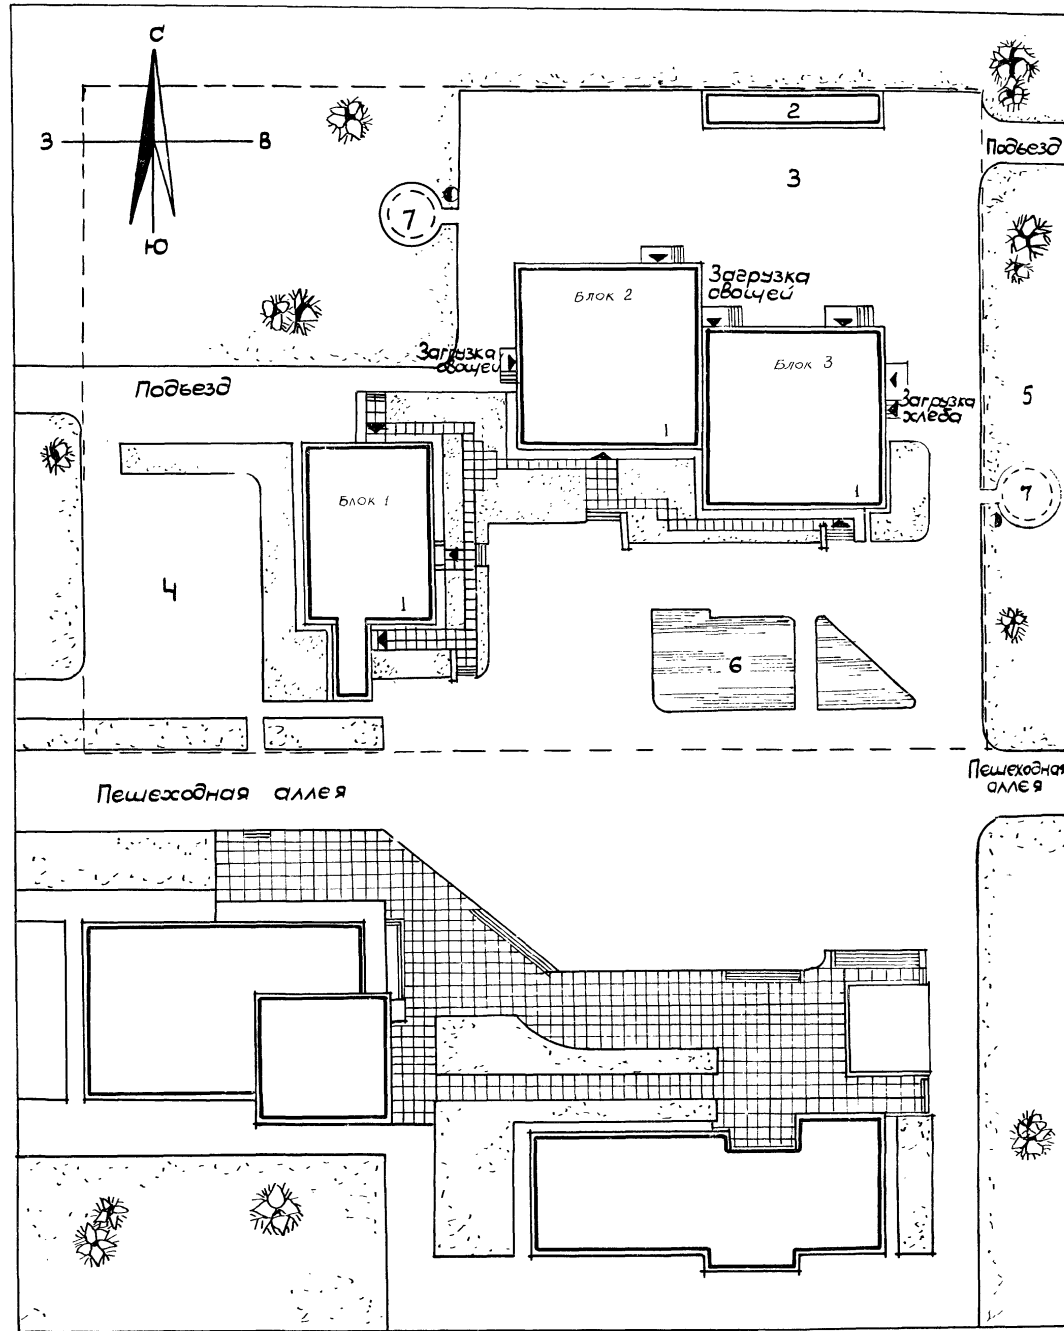 С
2
Подъезд
З
В
3
7
Ю
Загрузка
овощей
Блок 2
Загрузка
овощей
Блок 3
Подъезд
Загрузка
хлеба
5
1
7
1
Блок 1
4
1
6
Пешеходная
аллея
Пешеходная аллея